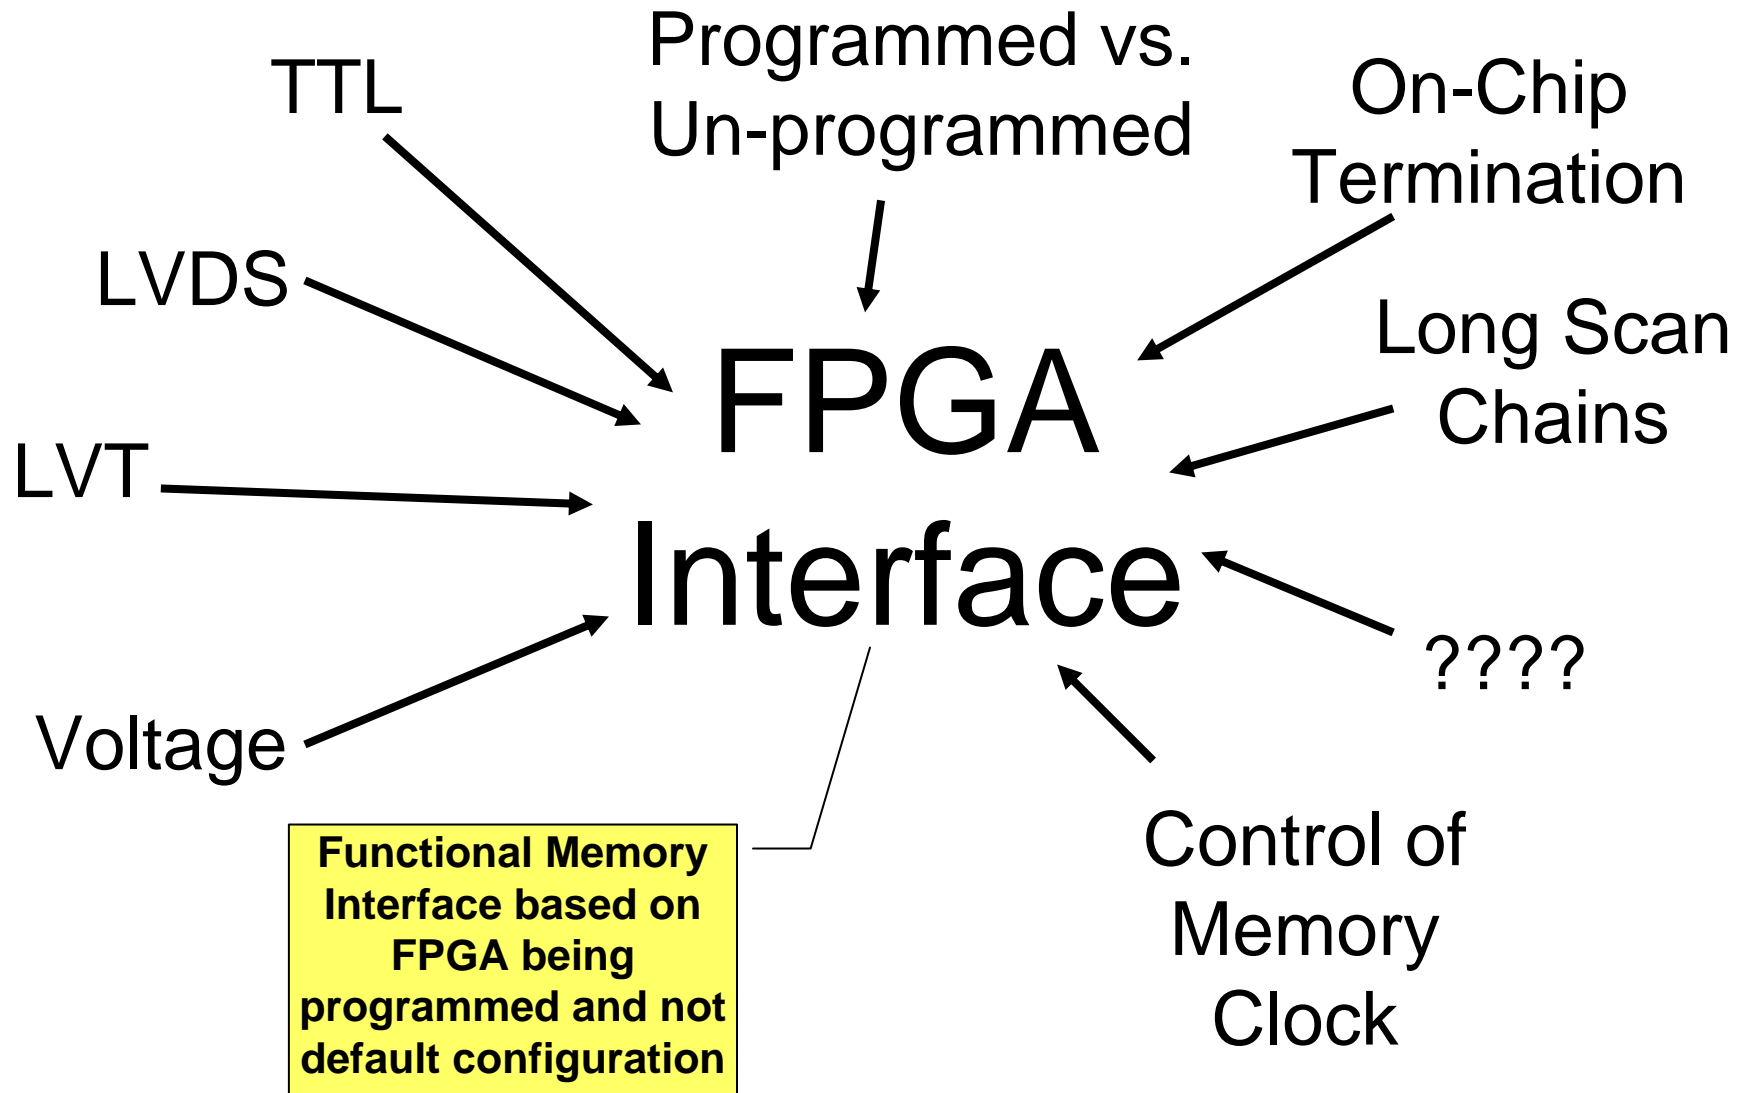 Programmed vs.
Un-programmed
TTL
On-Chip
Termination
LVDS
Long Scan
Chains
FPGA
Interface
LVT
????
Voltage
Functional Memory
Interface based on
FPGA being
programmed and not
default configuration
Control of
Memory
Clock